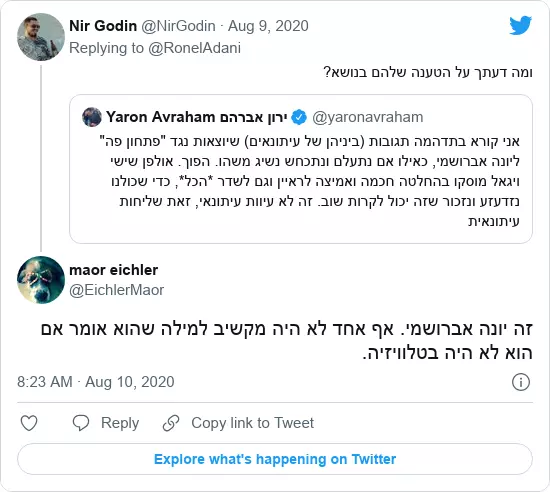 Nir Godin @NirGodin · Aug 9, 2020
Replying to @RonelAdani
ומה דעתך על הטענה שלהם בנושא?
Yaron Avraham ירון אברהם @yaronavraham
אני קורא בתדהמה תגובות (ביניהן של עיתונאים) שיוצאות נגד "פתחון פה"
ליונה אברושמי, כאילו אם נתעלם ונתכחש נשיג משהו. הפוך. אולפן שישי
ויגאל מוסקו בהחלטה חכמה ואמיצה לראיין וגם לשדר *הכל*, כדי שכולנו
נזדעזע ונזכור שזה יכול לקרות שוב. זה לא עיוות עיתונאי, זאת שליחות
עיתונאית
maor eichler
@EichlerMaor
זה יונה אברושמי. אף אחד לא היה מקשיב למילה שהוא אומר אם
הוא לא היה בטלוויזיה.
8:23 AM · Aug 10, 2020
Reply
Copy link to Tweet
Explore what's happening on Twitter